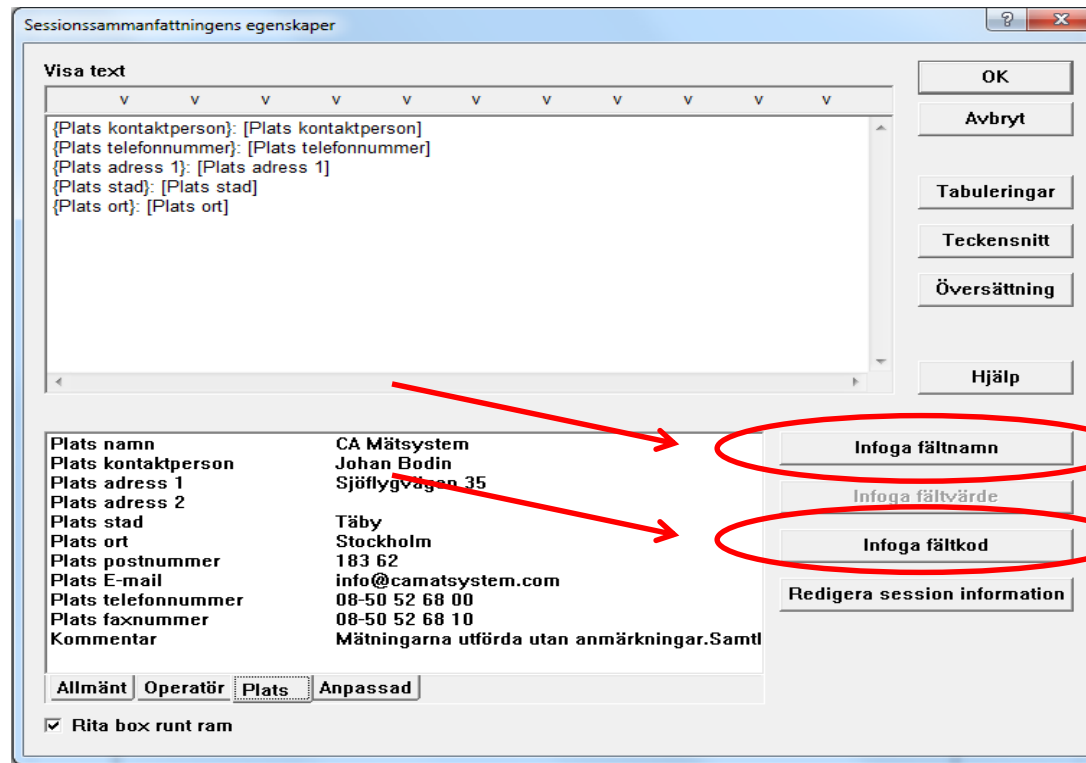 Sessionssammanfattningens egenskaper
Visa text
v v v v v v v v v v v
{Plats kontaktperson}: [Plats kontaktperson]
{Plats telefonnummer}: [Plats telefonnummer]
{Plats adress 1}: [Plats adress 1]
{Plats stad}: [Plats stad]
{Plats ort}: [Plats ort]
OK
Avbryt
Tabuleringar
Teckensnitt
Översättning
Hjälp
Plats namn CA Mätsystem
Plats kontaktperson Johan Bodin
Plats adress 1 Sjöflygvägen 35
Plats adress 2
Plats stad Täby
Plats ort Stockholm
Plats postnummer 183 62
Plats E-mail info@camatsystem.com
Plats telefonnummer 08-50 52 68 00
Plats faxnummer 08-50 52 68 10
Kommentar Mätningarna utförda utan anmärkningar.Samtl
Infoga fältnamn
Infoga fältvärde
Infoga fältkod
Redigera session information
Allmänt Operatör Plats Anpassad
Rita box runt ram